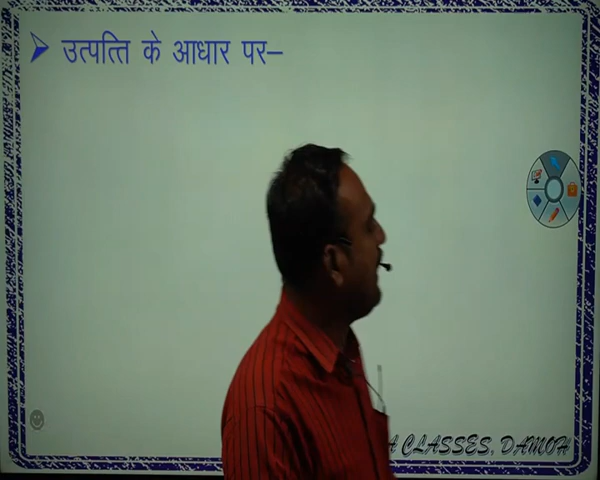 उत्पत्ति के आधार पर–
CLASSES, DAMOH